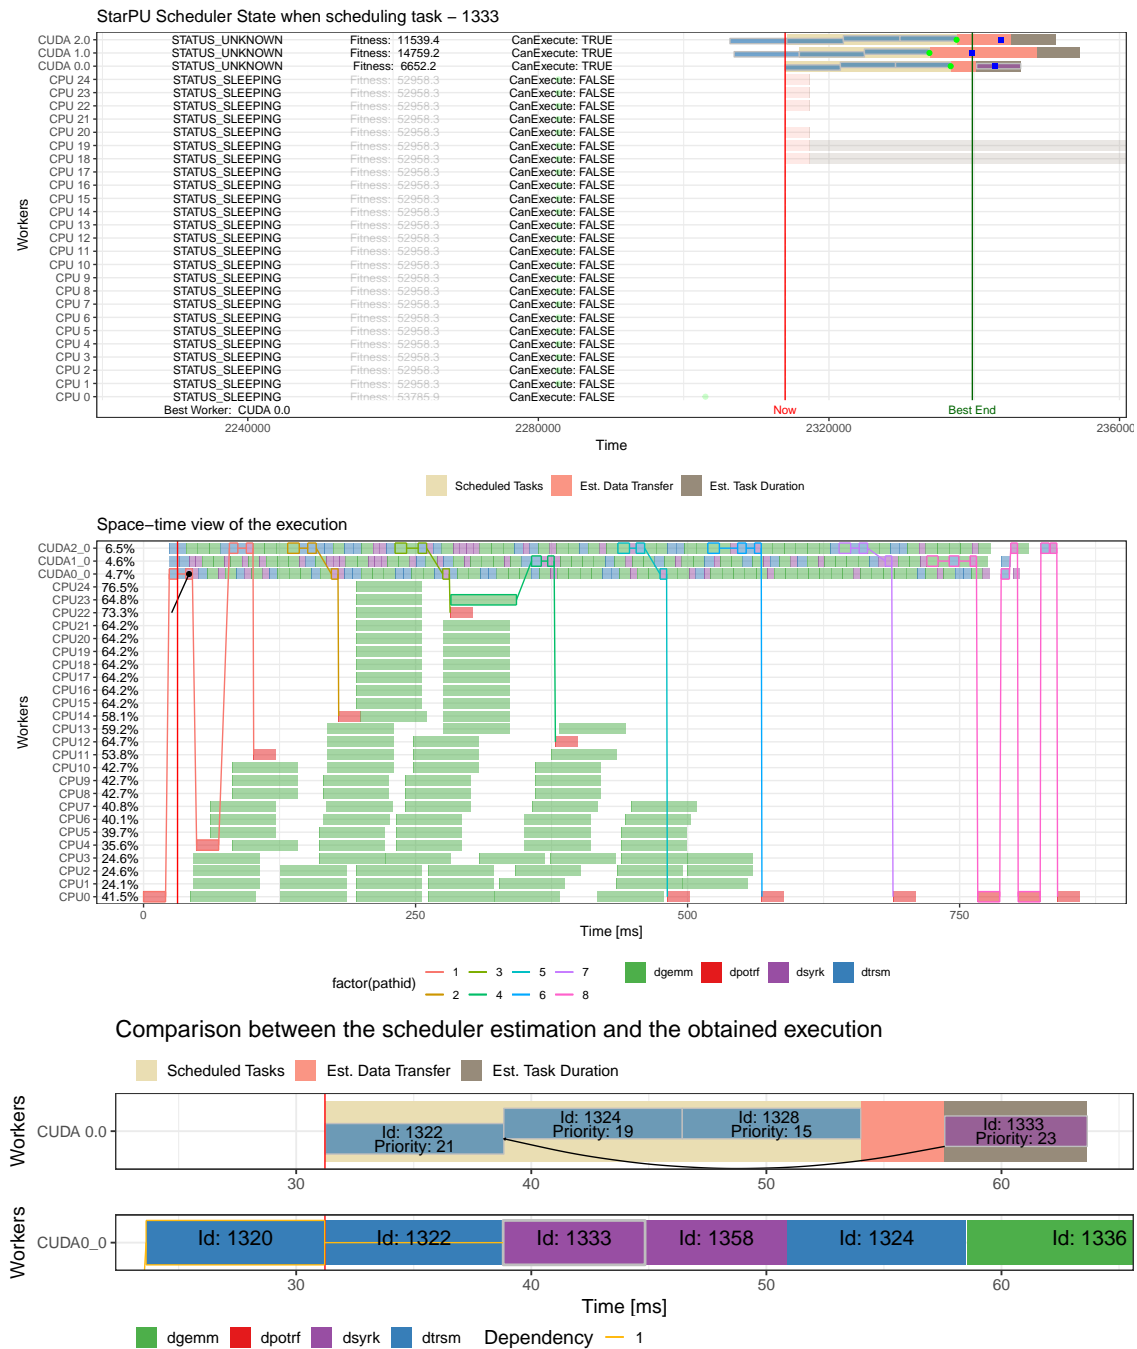 StarPU Scheduler State when scheduling task − 1333
CUDA 2.0 STATUS_UNKNOWN Fitness: 11539.4 CanExecute: TRUE
CUDA 1.0 STATUS_UNKNOWN Fitness: 14759.2 CanExecute: TRUE
CUDA 0.0 STATUS_UNKNOWN Fitness: 6652.2 CanExecute: TRUE
CPU 24 STATUS_SLEEPING Fitness: 52958.3 CanExecute: FALSE
CPU 23 STATUS_SLEEPING Fitness: 52958.3 CanExecute: FALSE
CPU 22 STATUS_SLEEPING Fitness: 52958.3 CanExecute: FALSE
CPU 21 STATUS_SLEEPING Fitness: 52958.3 CanExecute: FALSE
CPU 20 STATUS_SLEEPING Fitness: 52958.3 CanExecute: FALSE
CPU 19 STATUS_SLEEPING Fitness: 52958.3 CanExecute: FALSE
CPU 18 STATUS_SLEEPING Fitness: 52958.3 CanExecute: FALSE
CPU 17 STATUS_SLEEPING Fitness: 52958.3 CanExecute: FALSE
CPU 16 STATUS_SLEEPING Fitness: 52958.3 CanExecute: FALSE
CPU 15 STATUS_SLEEPING Fitness: 52958.3 CanExecute: FALSE
CPU 14 STATUS_SLEEPING Fitness: 52958.3 CanExecute: FALSE
CPU 13 STATUS_SLEEPING Fitness: 52958.3 CanExecute: FALSE
CPU 12 STATUS_SLEEPING Fitness: 52958.3 CanExecute: FALSE
CPU 11 STATUS_SLEEPING Fitness: 52958.3 CanExecute: FALSE
CPU 10 STATUS_SLEEPING Fitness: 52958.3 CanExecute: FALSE
CPU 9 STATUS_SLEEPING Fitness: 52958.3 CanExecute: FALSE
CPU 8 STATUS_SLEEPING Fitness: 52958.3 CanExecute: FALSE
CPU 7 STATUS_SLEEPING Fitness: 52958.3 CanExecute: FALSE
CPU 6 STATUS_SLEEPING Fitness: 52958.3 CanExecute: FALSE
CPU 5 STATUS_SLEEPING Fitness: 52958.3 CanExecute: FALSE
CPU 4 STATUS_SLEEPING Fitness: 52958.3 CanExecute: FALSE
CPU 3 STATUS_SLEEPING Fitness: 52958.3 CanExecute: FALSE
CPU 2 STATUS_SLEEPING Fitness: 52958.3 CanExecute: FALSE
CPU 1 STATUS_SLEEPING Fitness: 52958.3 CanExecute: FALSE
CPU 0 STATUS_SLEEPING Fitness: 53785.9 CanExecute: FALSE
Best Worker: CUDA 0.0 Now Best End
Workers
2240000 2280000 2320000 236000
Time
Scheduled Tasks Est. Data Transfer Est. Task Duration
Space−time view of the execution
CUDA2_0 6.5%
CUDA1_0 4.6%
CUDA0_0 4.7%
CPU24 76.5%
CPU23 64.8%
CPU22 73.3%
CPU21 64.2%
CPU20 64.2%
CPU19 64.2%
CPU18 64.2%
CPU17 64.2%
CPU16 64.2%
CPU15 64.2%
CPU14 58.1%
CPU13 59.2%
CPU12 64.7%
CPU11 53.8%
CPU10 42.7%
CPU9 42.7%
CPU8 42.7%
CPU7 40.8%
CPU6 40.1%
CPU5 39.7%
CPU4 35.6%
CPU3 24.6%
CPU2 24.6%
CPU1 24.1%
CPU0 41.5%
Workers
0 250 500 750
Time [ms]
factor(pathid) 1 3 5 7 dgemm dpotrf dsyrk dtrsm
2 4 6 8
Comparison between the scheduler estimation and the obtained execution
Scheduled Tasks Est. Data Transfer Est. Task Duration
Workers
CUDA 0.0
Id: 1322
Priority: 21
Id: 1324
Priority: 19
Id: 1328
Priority: 15
Id: 1333
Priority: 23
30 40 50 60
Workers
CUDA0_0 Id: 1320 Id: 1322 Id: 1333 Id: 1358 Id: 1324 Id: 1336
30 40 50 60
Time [ms]
dgemm dpotrf dsyrk dtrsm Dependency 1